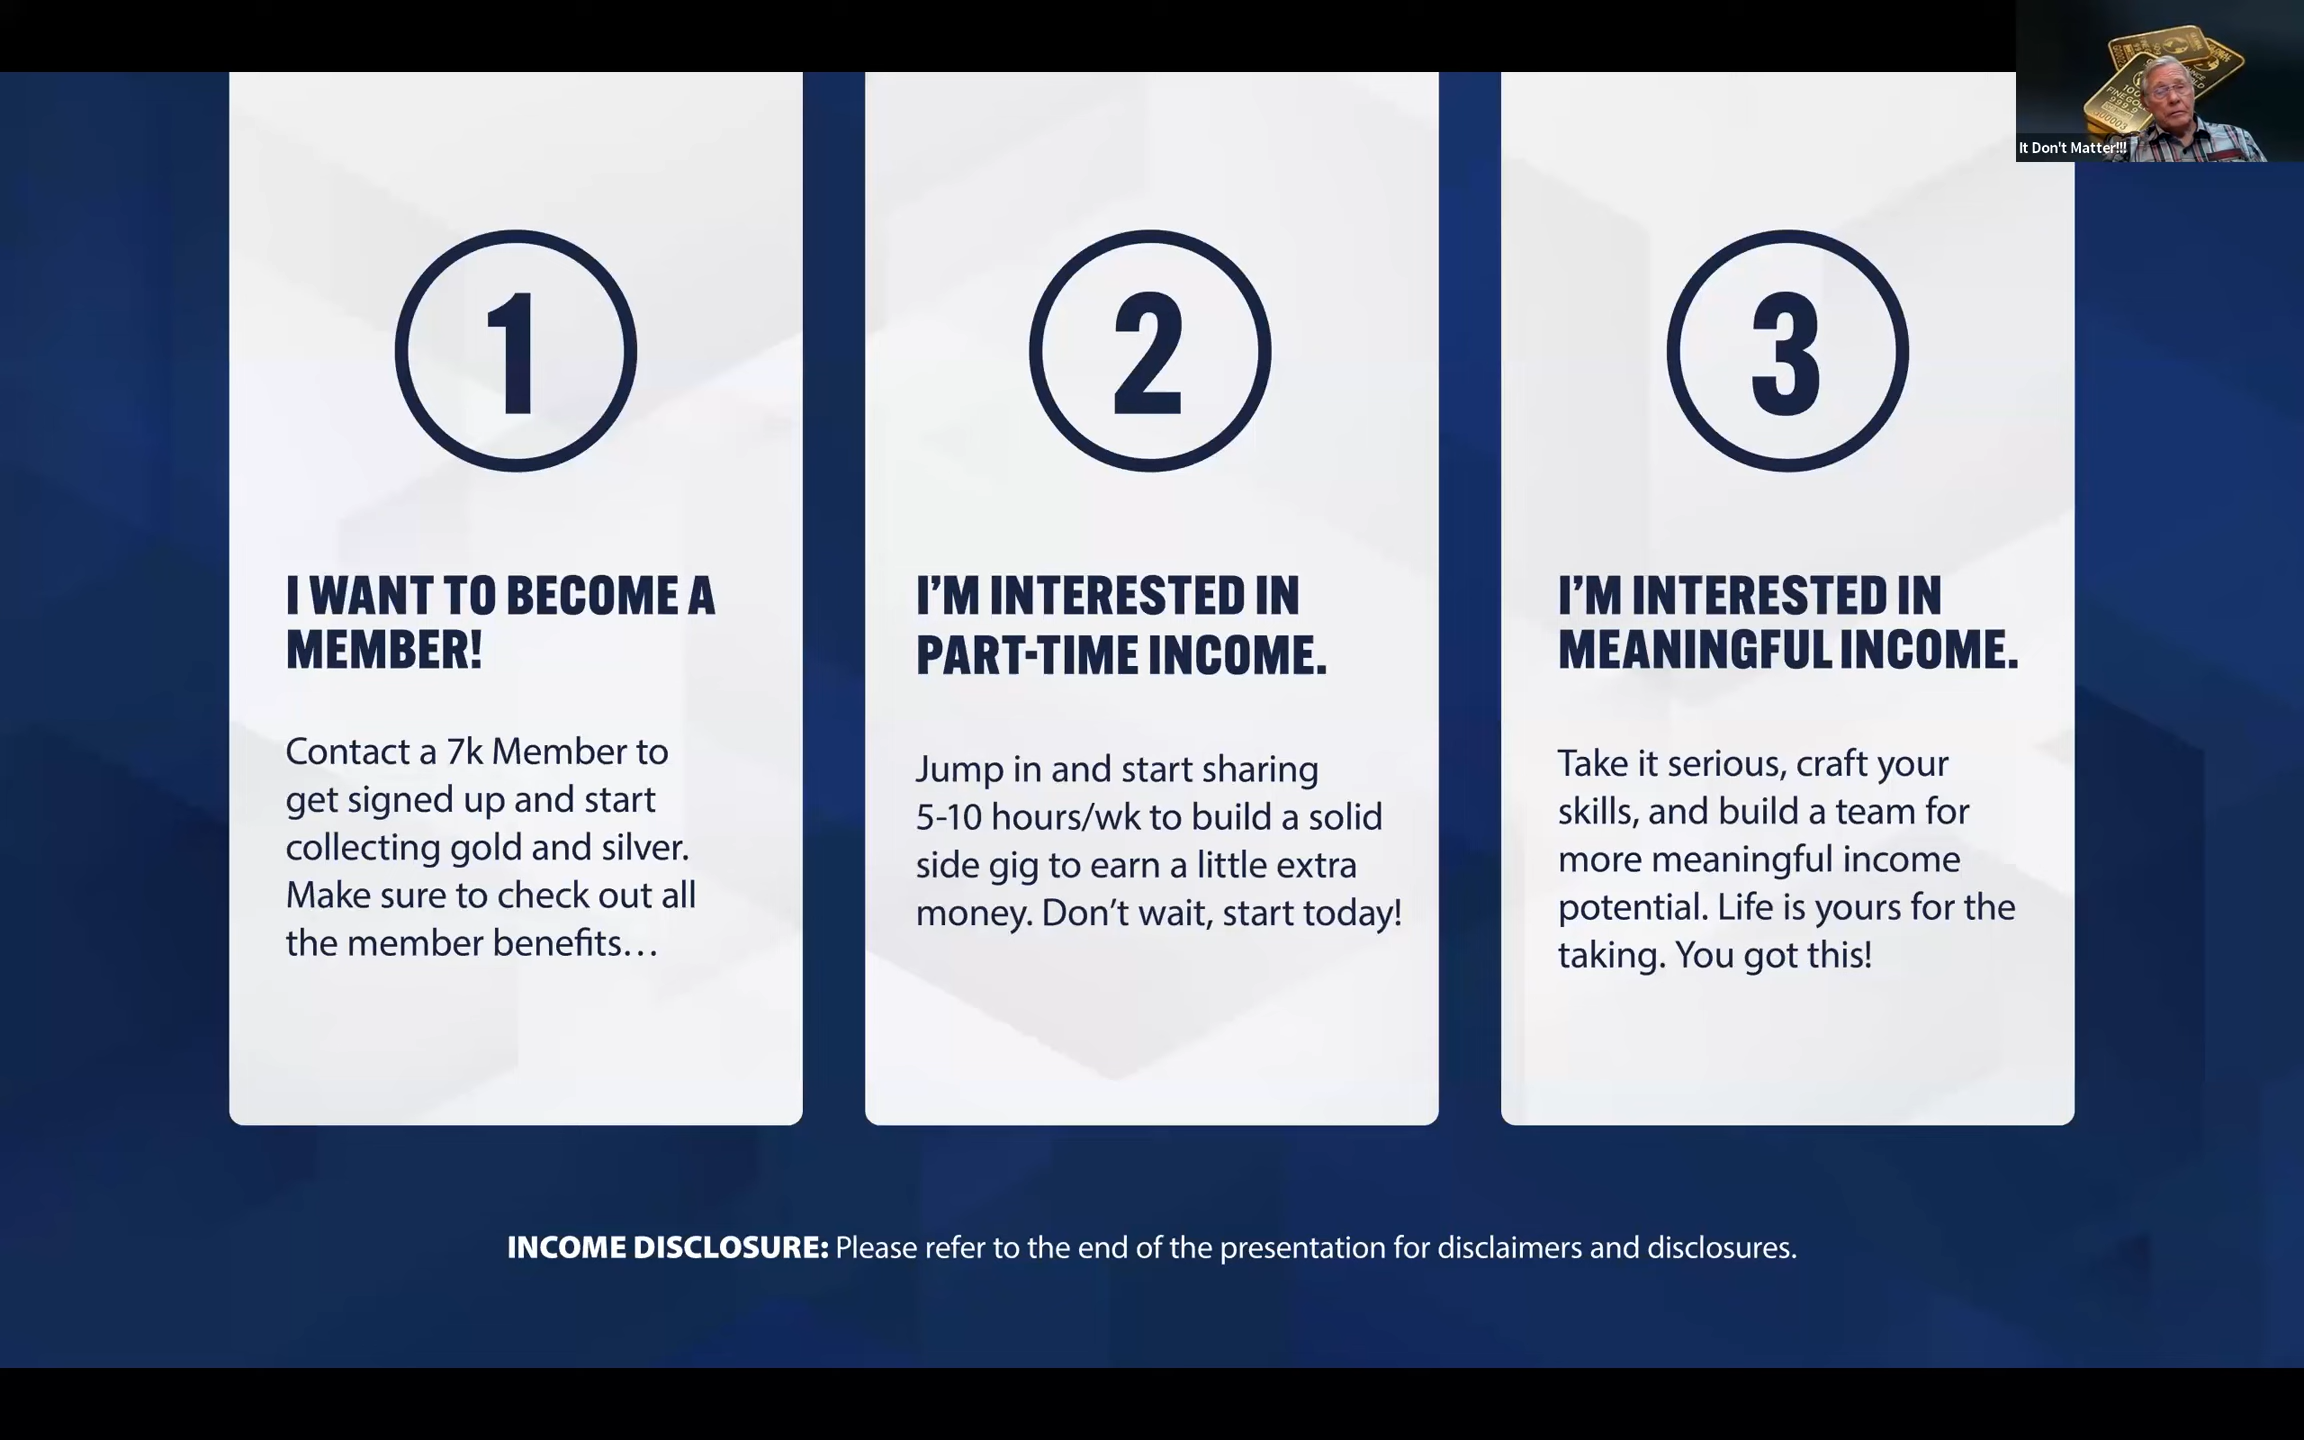 It Don't Matter!!!
1
I WANT TO BECOME A
MEMBER!
Contact a 7k Member to
get signed up and start
collecting gold and silver.
Make sure to check out all
the member benefits...
2
I'M INTERESTED IN
PART-TIME INCOME.
Jump in and start sharing
5-10 hours/wk to build a solid
side gig to earn a little extra
money. Don't wait, start today!
3
I'M INTERESTED IN
MEANINGFUL INCOME.
Take it serious, craft your
skills, and build a team for
more meaningful income
potential. Life is yours for the
taking. You got this!
INCOME DISCLOSURE: Please refer to the end of the presentation for disclaimers and disclosures.